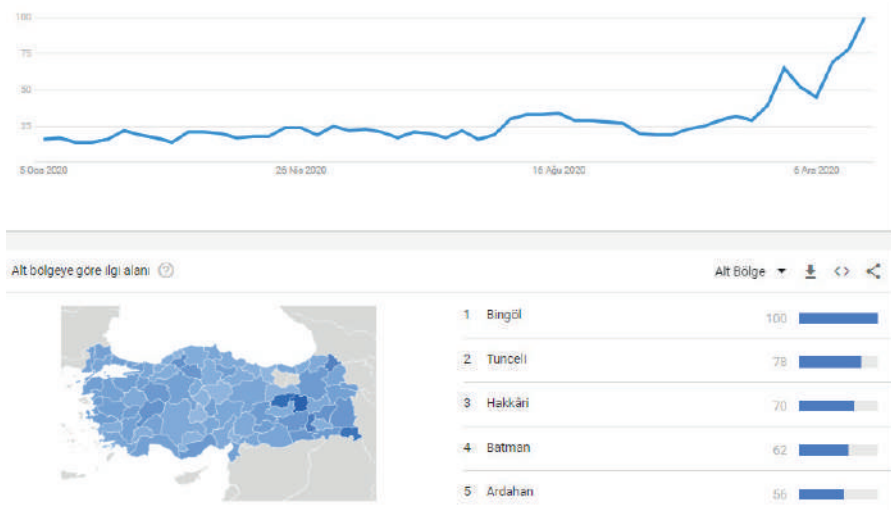 100
75
50
25
5 Oca 2020 26 Nis 2020 16 Ağu 2020 6 Ara 2020
Alt bölgeye göre ilgi alanı ?
Alt Bölge
1 Bingöl 100
2 Tunceli 78
3 Hakkâri 70
4 Batman 62
5 Ardahan 56